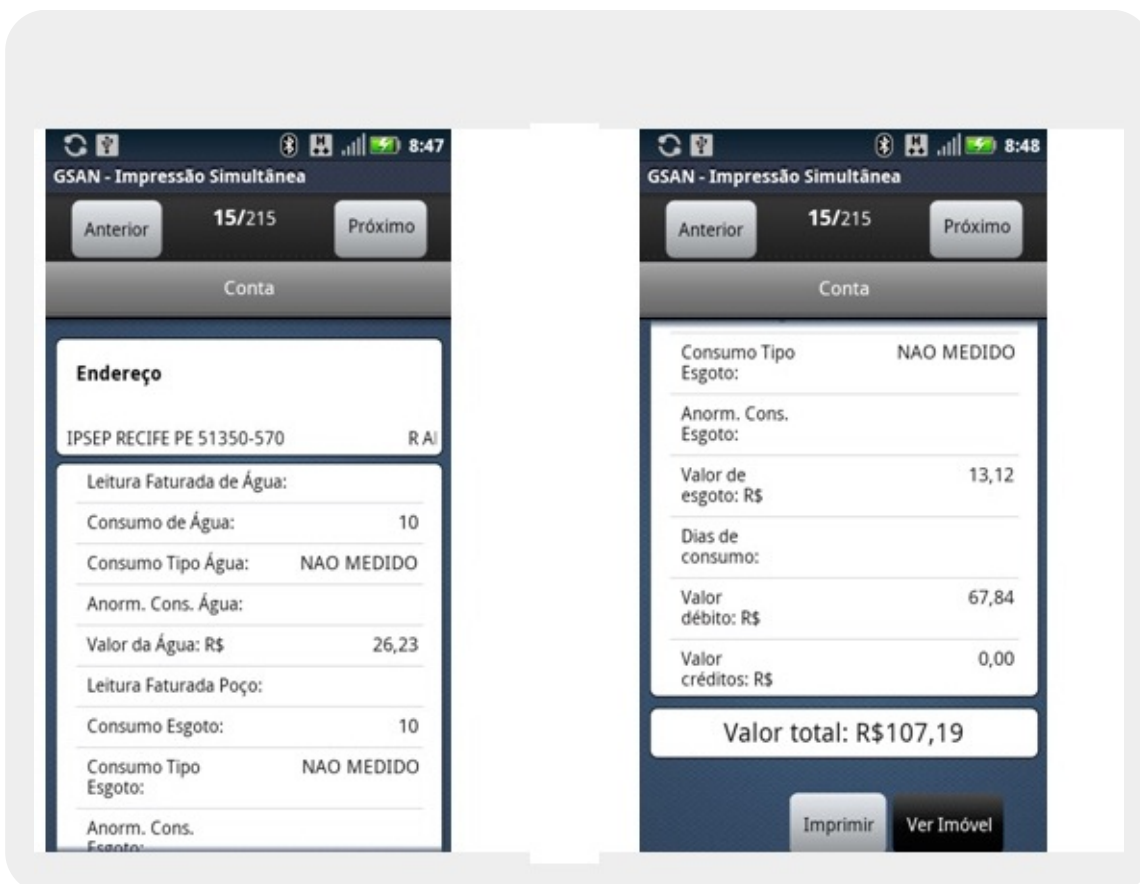 8:47
GSAN - Impressão Simultânea
Anterior
15/215
Próximo
Conta
Endereço
IPSEP RECIFE PE 51350-570 R A
Leitura Faturada de Água:
Consumo de Água: 10
Consumo Tipo Água: NAO MEDIDO
Anorm. Cons. Água:
Valor da Água: R$ 26,23
Leitura Faturada Poço:
Consumo Esgoto: 10
Consumo Tipo NAO MEDIDO
Esgoto:
Anorm. Cons.
Esgoto:
8:48
GSAN - Impressão Simultânea
Anterior
15/215
Próximo
Conta
Consumo Tipo NAO MEDIDO
Esgoto:
Anorm. Cons.
Esgoto:
Valor de 13,12
esgoto: R$
Dias de
consumo:
Valor 67,84
débito: R$
Valor 0,00
créditos: R$
Valor total: R$107,19
Imprimir
Ver Imóvel